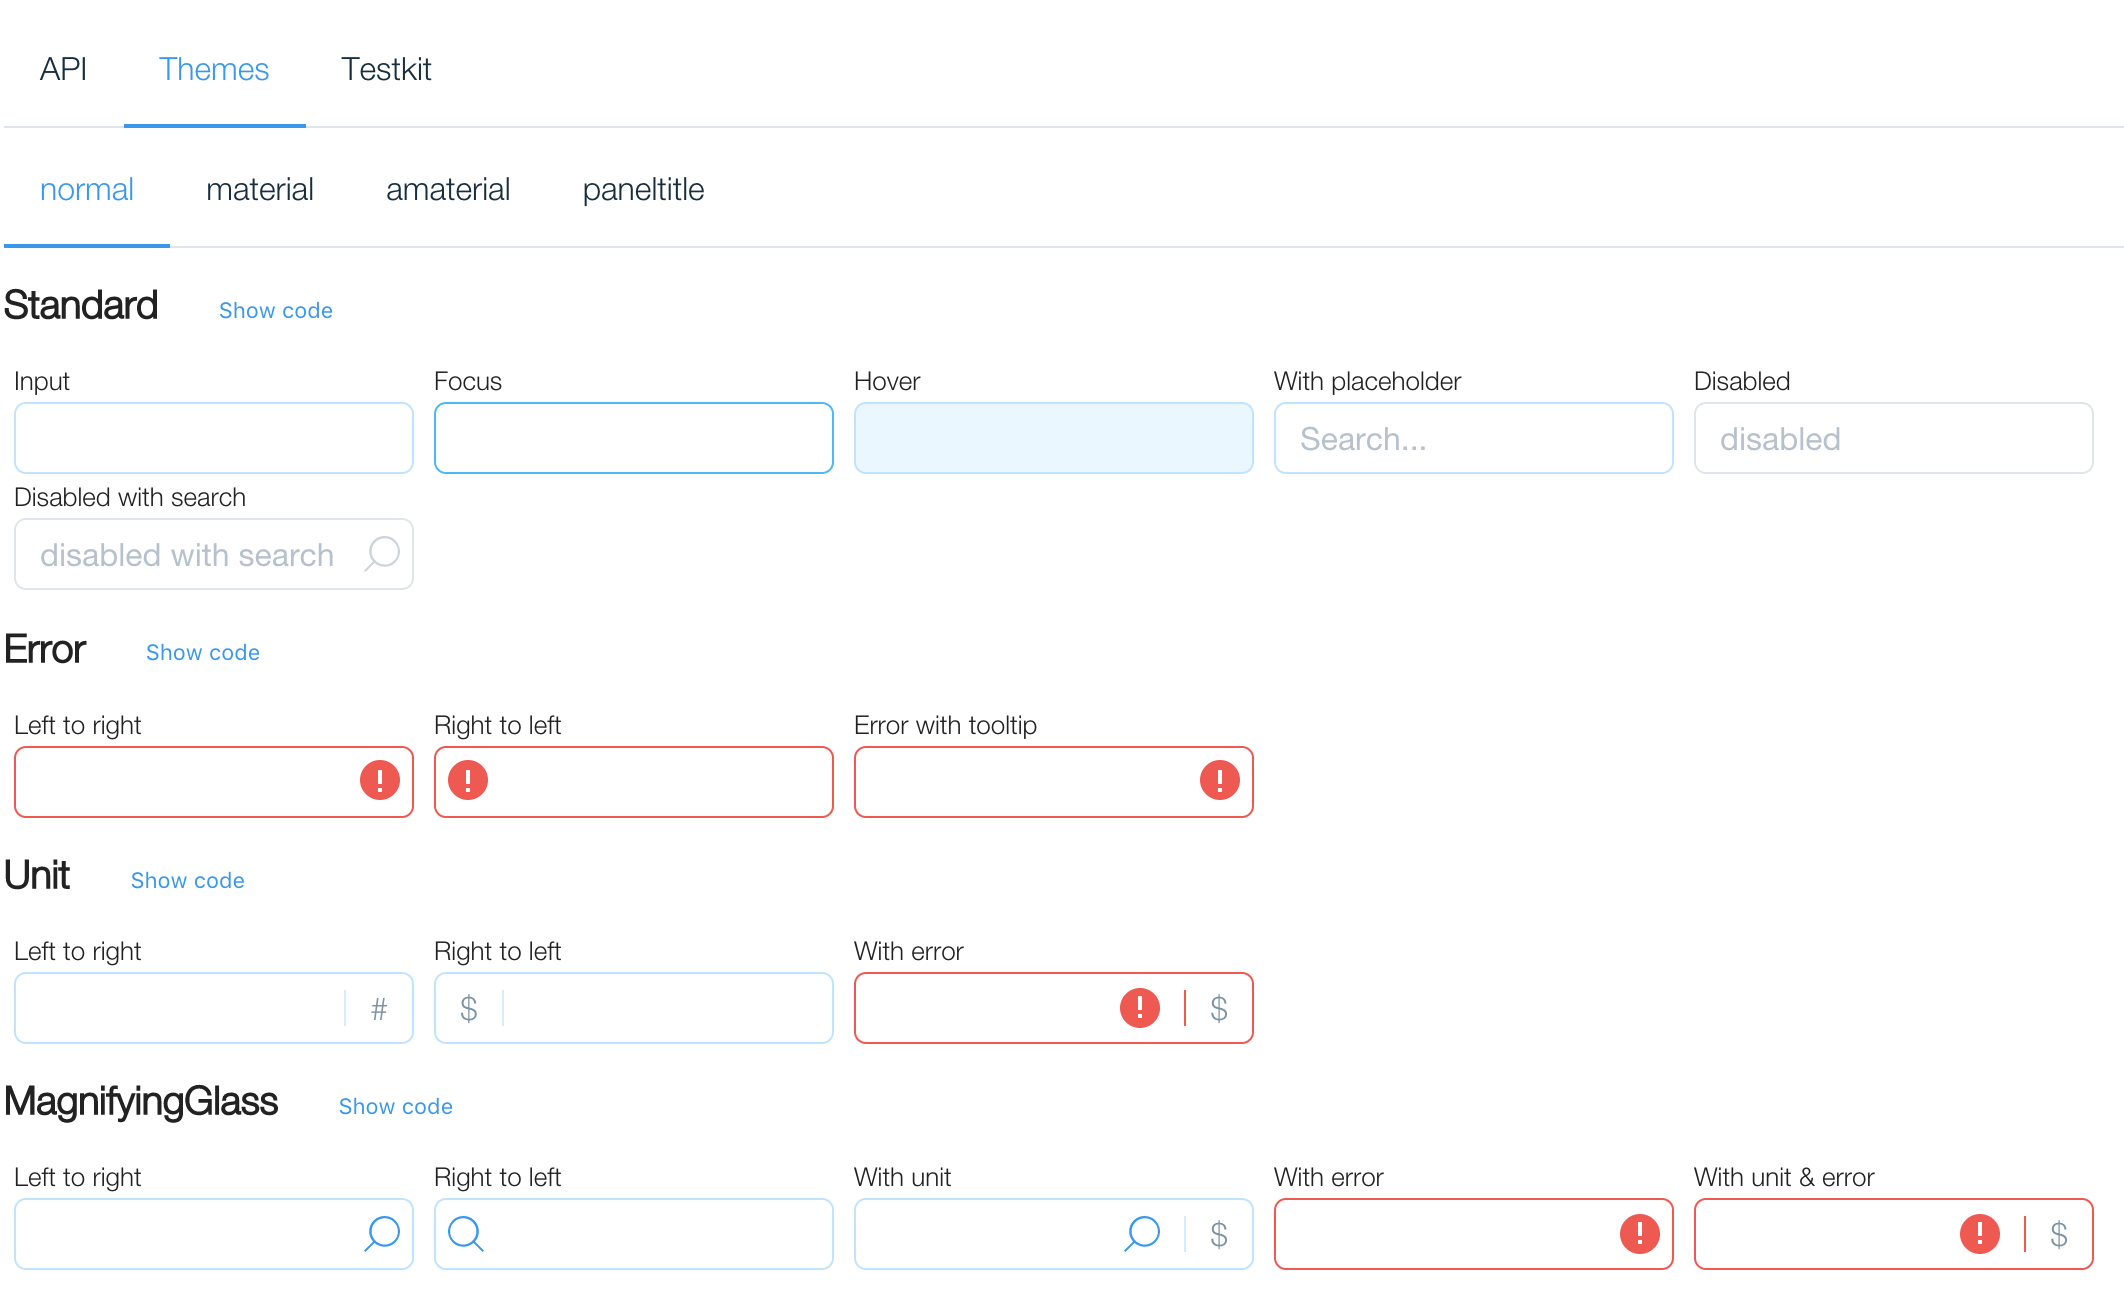 API Themes Testkit
normal material amaterial paneltitle
Standard Show code
Input Focus Hover With placeholder Disabled
Search... disabled
Disabled with search
disabled with search
Error Show code
Left to right Right to left Error with tooltip
! ! !
Unit Show code
Left to right Right to left With error
# $ ! $
MagnifyingGlass Show code
Left to right Right to left With unit With error With unit & error
$ ! ! $